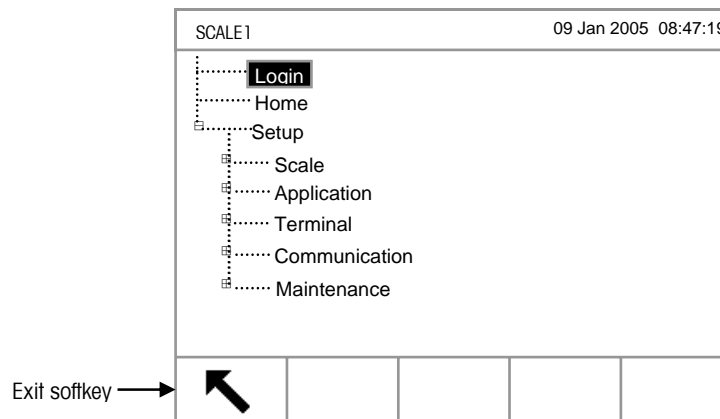 SCALE1
09 Jan 2005 08:47:19
Login
Home
Setup
Scale
Application
Terminal
Communication
Maintenance
Exit softkey